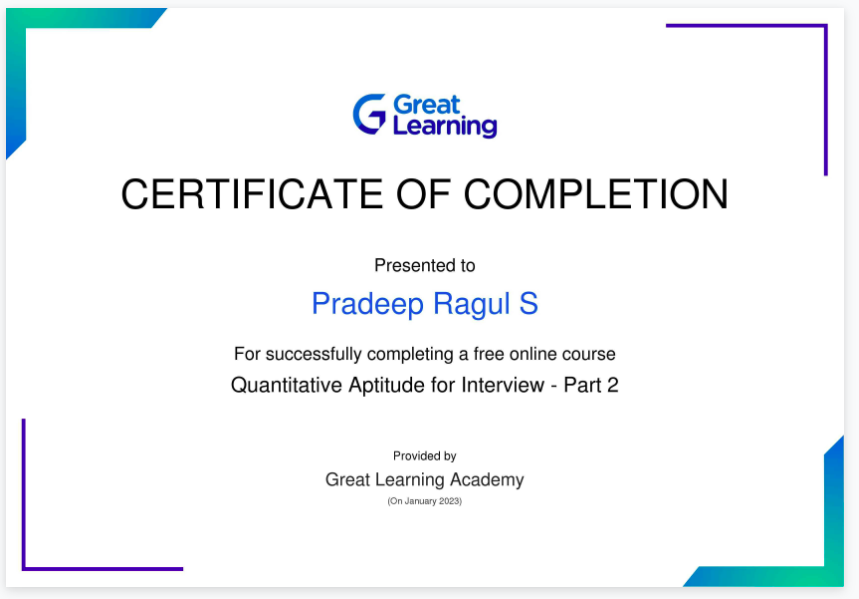 Great
Learning
CERTIFICATE OF COMPLETION
Presented to
Pradeep Ragul S
For successfully completing a free online course
Quantitative Aptitude for Interview - Part 2
Provided by
Great Learning Academy
(On January 2023)